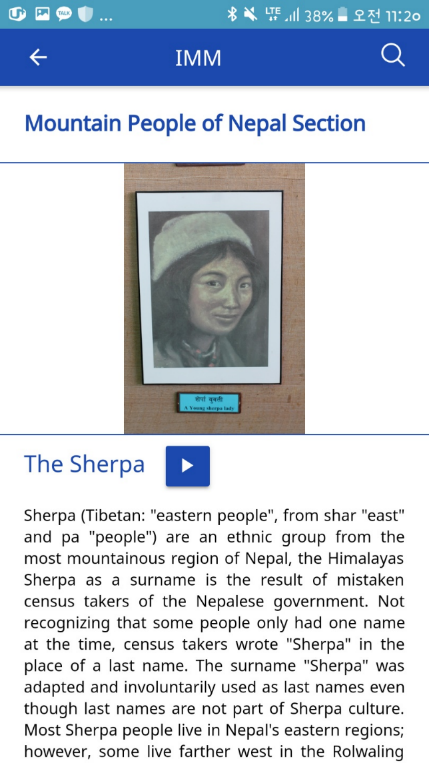 TALK
...
LTE
38%
오전 11:20
IMM
Mountain People of Nepal Section
शेर्पा युवती
A Young sherpa lady
The Sherpa
Sherpa (Tibetan: "eastern people", from shar "east"
and pa "people") are an ethnic group from the
most mountainous region of Nepal, the Himalayas
Sherpa as a surname is the result of mistaken
census takers of the Nepalese government. Not
recognizing that some people only had one name
at the time, census takers wrote "Sherpa" in the
place of a last name. The surname "Sherpa" was
adapted and involuntarily used as last names even
though last names are not part of Sherpa culture.
Most Sherpa people live in Nepal's eastern regions;
however, some live farther west in the Rolwaling